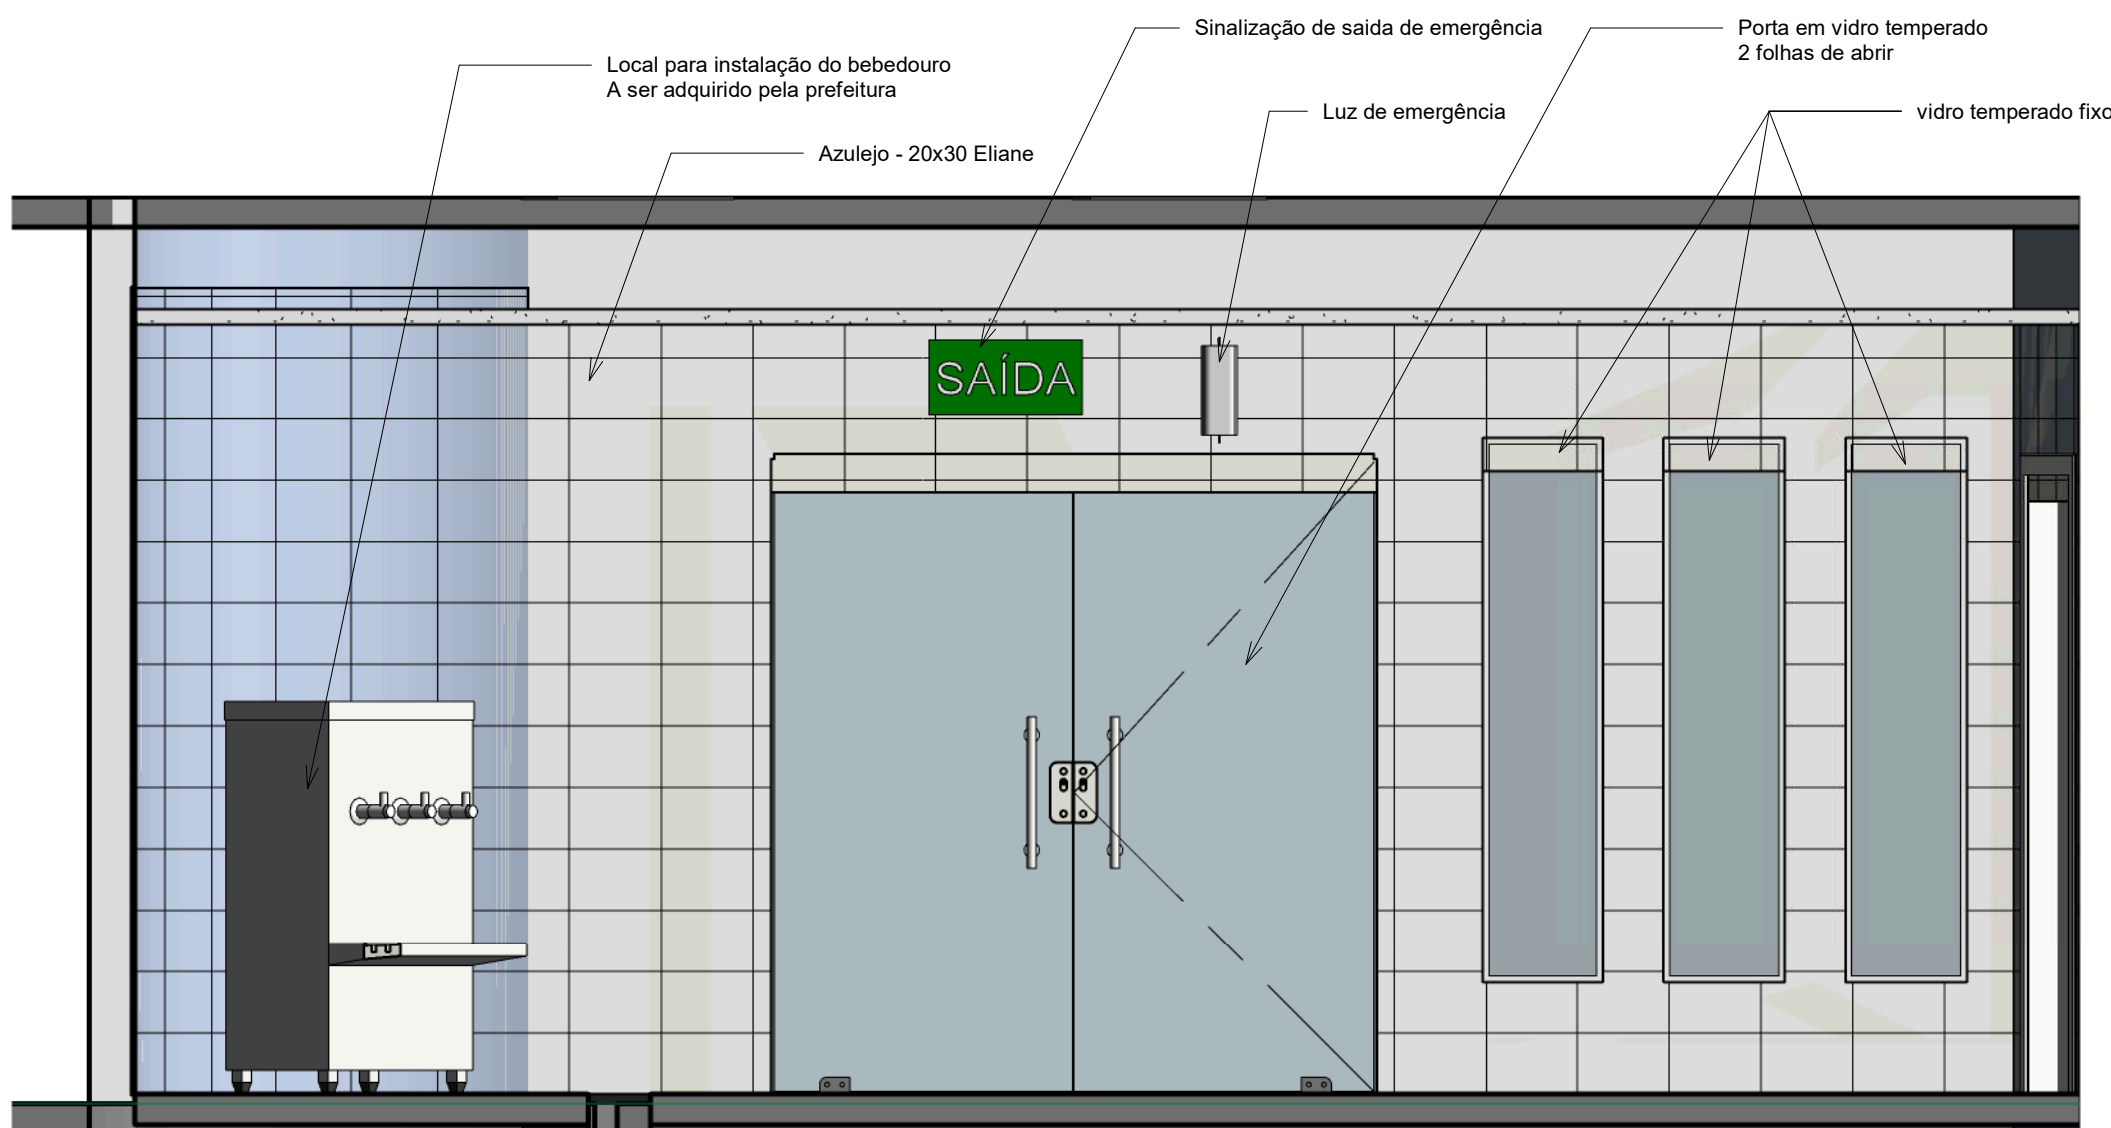 Sinalização de saida de emergência
Porta em vidro temperado
2 folhas de abrir
Local para instalação do bebedouro
A ser adquirido pela prefeitura
Luz de emergência
vidro temperado fixo
Azulejo - 20x30 Eliane
SAÍDA